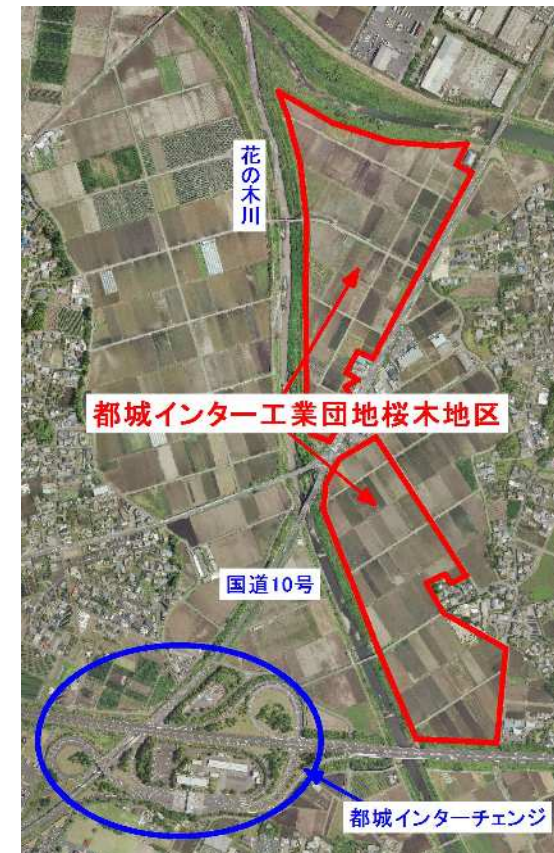 花の木川
都城インター工業団地桜木地区
国道10号
都城インターチェンジ